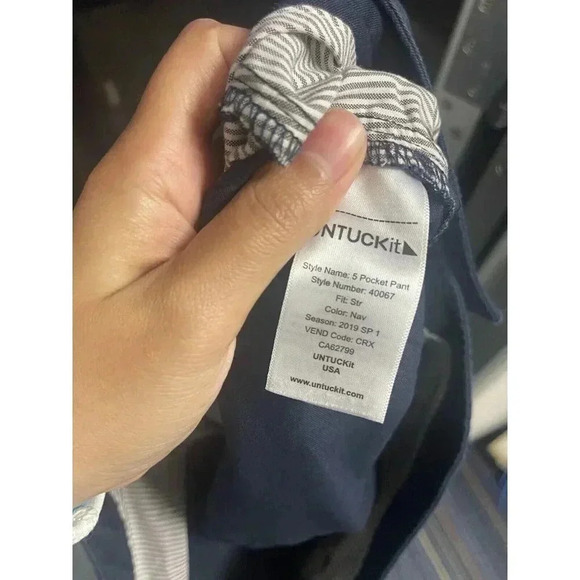 UNTUCKit
Style Name: 5 Pocket Pant
Style Number: 40067
Fit: Str
Color: Nav
Season: 2019 SP 1
VEND Code: CRX
CA62799
UNTUCKit
USA
www.untuckit.com